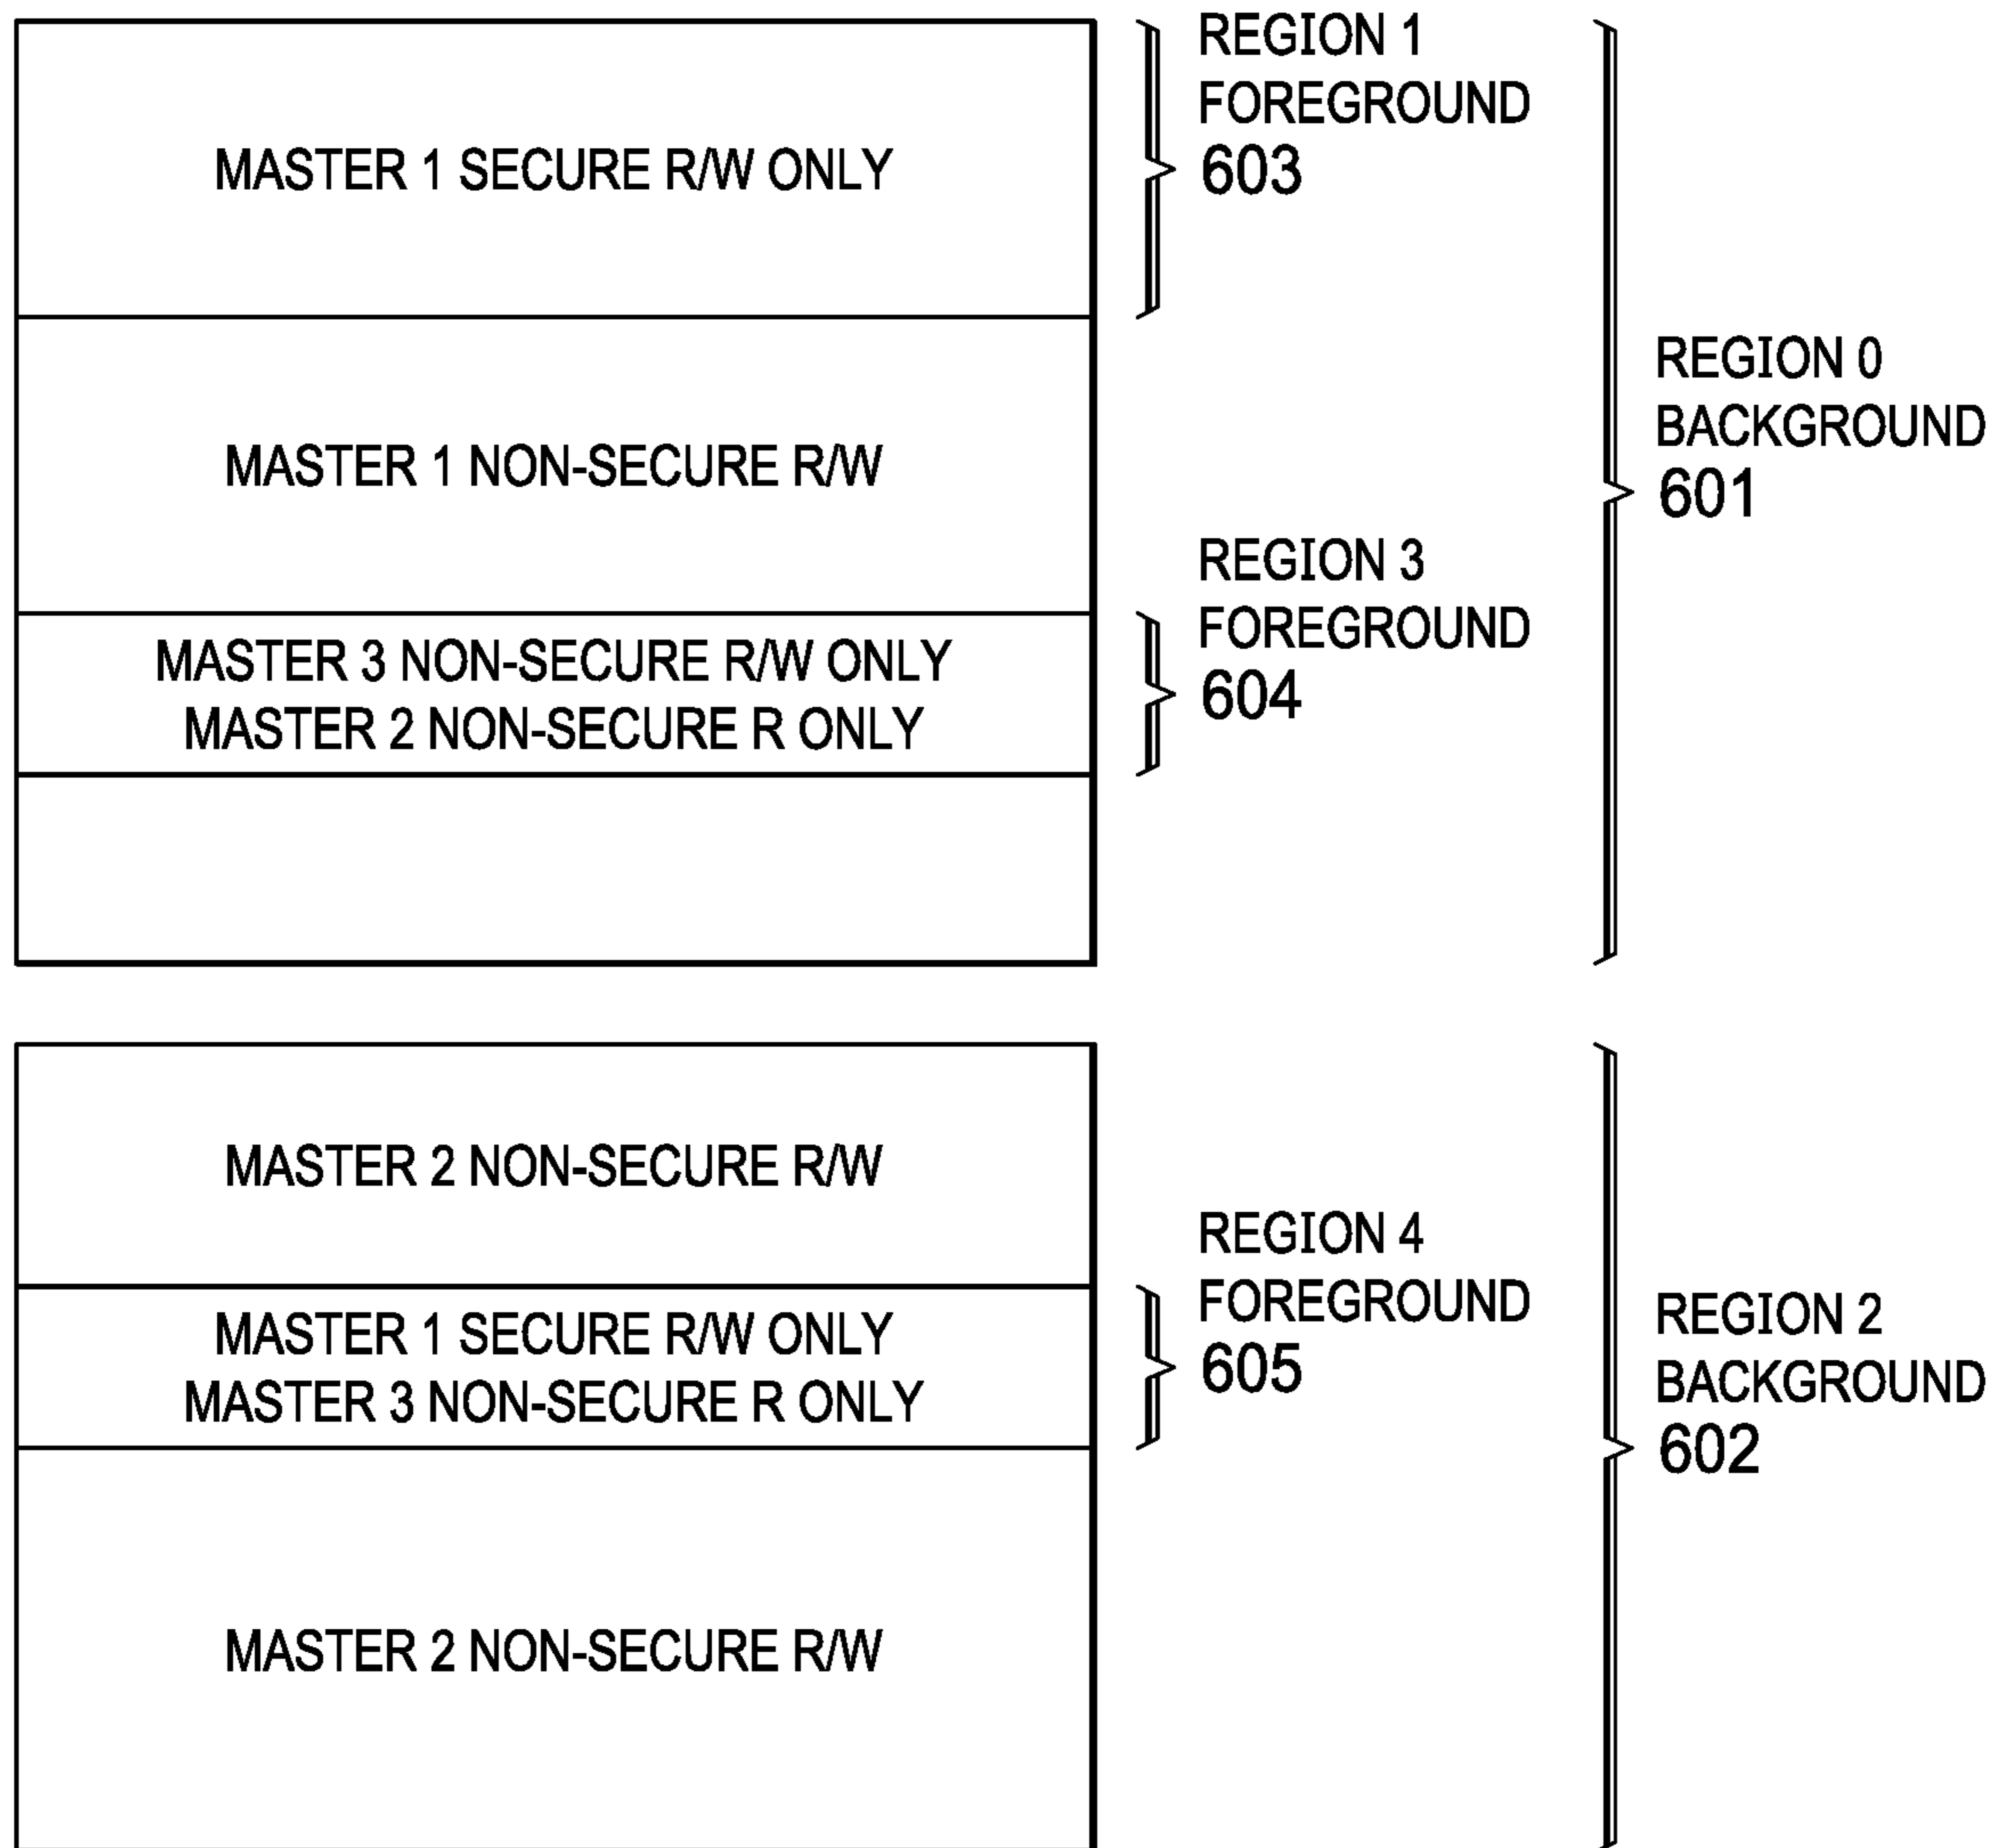 REGION 1
FOREGROUND
603
MASTER 1 SECURE R/W ONLY
REGION 0
BACKGROUND
601
MASTER 1 NON-SECURE R/W
REGION 3
FOREGROUND
604
MASTER 3 NON-SECURE R/W ONLY
MASTER 2 NON-SECURE R ONLY
MASTER 2 NON-SECURE R/W
REGION 4
FOREGROUND
605
MASTER 1 SECURE R/W ONLY
MASTER 3 NON-SECURE R ONLY
REGION 2
BACKGROUND
602
MASTER 2 NON-SECURE R/W